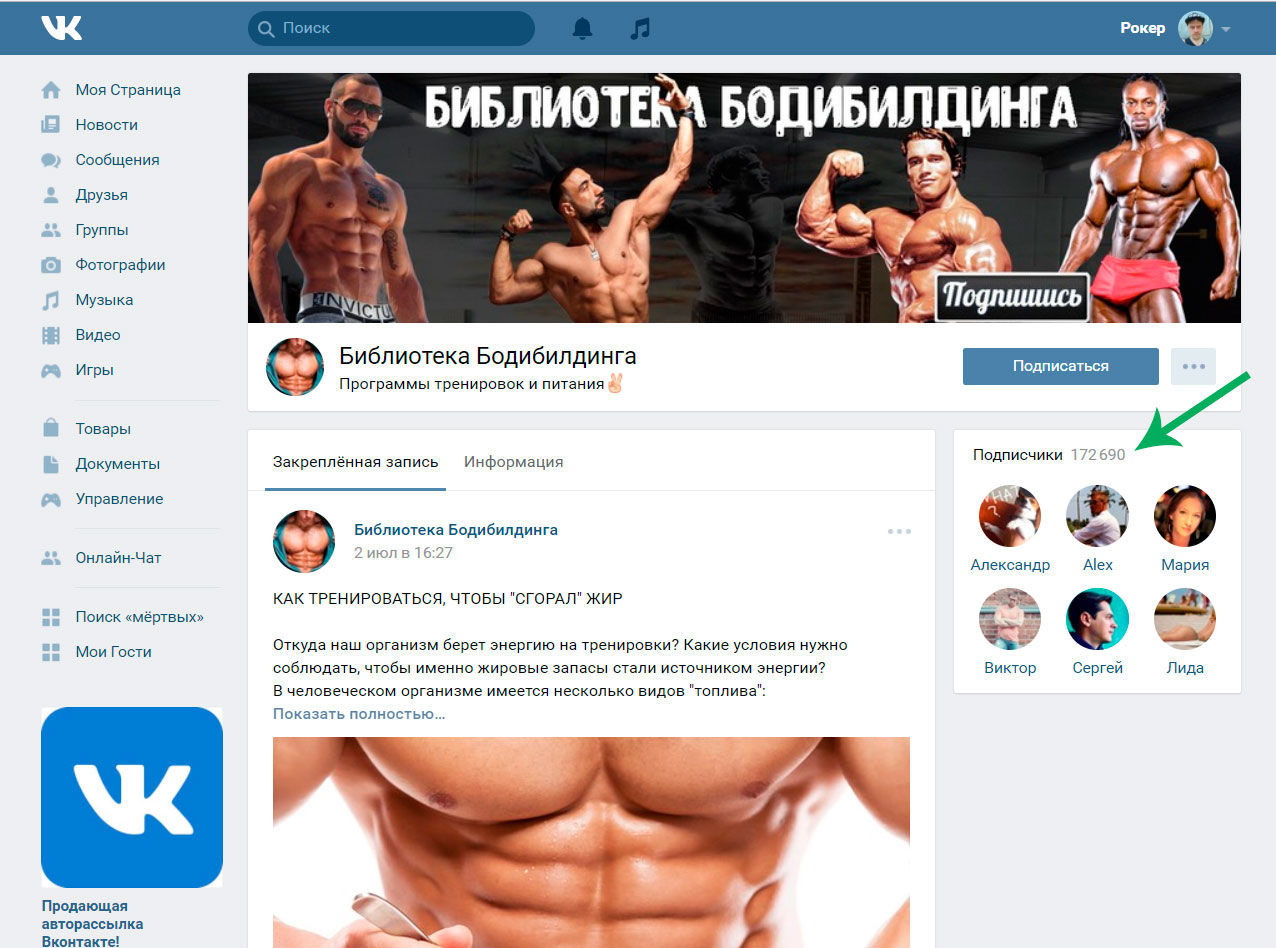 VK
Поиск
Рокер
Моя Страница
Новости
Сообщения
Друзья
Группы
Фотографии
Музыка
Видео
Игры
Товары
Документы
Управление
Онлайн-Чат
Поиск «мёртвых»
Мои Гости
VK
Продающая
авторассылка
Вконтакте!
БИБЛИОТЕКА БОДИБИЛДИНГА
INVICTU
Подпишись
Библиотека Бодибилдинга
Программы тренировок и питания✌🏻
Подписаться
Закреплённая запись Информация
Библиотека Бодибилдинга
2 июл в 16:27
КАК ТРЕНИРОВАТЬСЯ, ЧТОБЫ "СГОРАЛ" ЖИР
Откуда наш организм берет энергию на тренировки? Какие условия нужно
соблюдать, чтобы именно жировые запасы стали источником энергии?
В человеческом организме имеется несколько видов "топлива":
Показать полностью…
Подписчики 172 690
WHAT
?
Александр Alex Мария
Виктор Сергей Лида